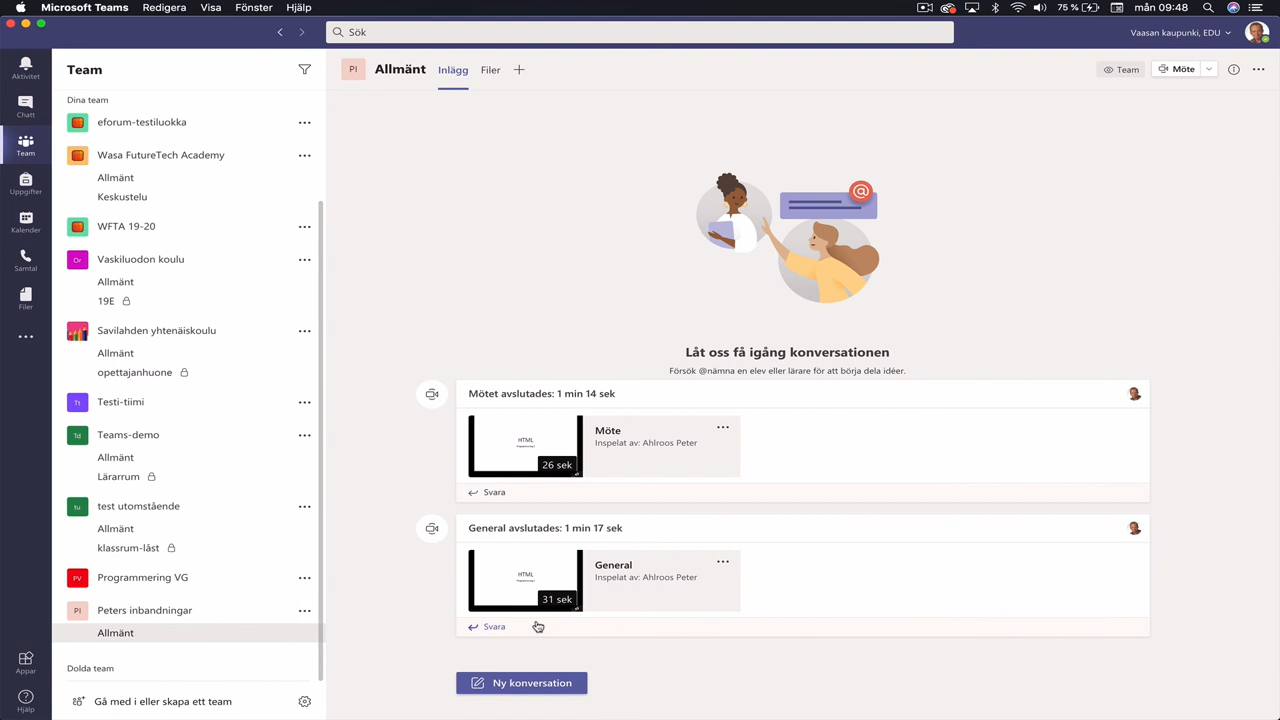 Microsoft Teams Redigera Visa Fönster Hjälp
75 % mån 09:48
Sök
Vaasan kaupunki, EDU
Aktivitet
Chatt
Team
Uppgifter
Kalender
Samtal
Filer
Appar
Hjälp
Team
Dina team
eforum-testiluokka
Wasa FutureTech Academy
Allmänt
Keskustelu
WFTA 19-20
Or Vaskiluodon koulu
Allmänt
19E
Savilahden yhtenäiskoulu
Allmänt
opettajanhuone
Tt Testi-tiimi
Td Teams-demo
Allmänt
Lärarrum
tu test utomstående
Allmänt
klassrum-låst
PV Programmering VG
PI Peters inbandningar
Allmänt
Dolda team
Gå med i eller skapa ett team
PI Allmänt Inlägg Filer
Team Möte
Låt oss få igång konversationen
Försök @nämna en elev eller lärare för att börja dela idéer.
Mötet avslutades: 1 min 14 sek
HTML
26 sek
Möte
Inspelat av: Ahlroos Peter
Svara
General avslutades: 1 min 17 sek
HTML
31 sek
General
Inspelat av: Ahlroos Peter
Svara
Ny konversation